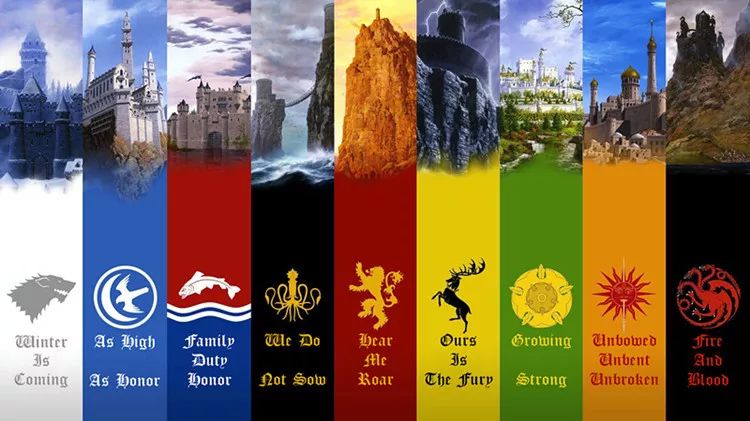 Winter
Is
Coming
As High
As Honor
Family
Duty
Honor
We Do
Not Sow
Hear
Me
Roar
Ours
Is
The Fury
Growing
Strong
Unbowed
Unbent
Unbroken
Fire
And
Blood